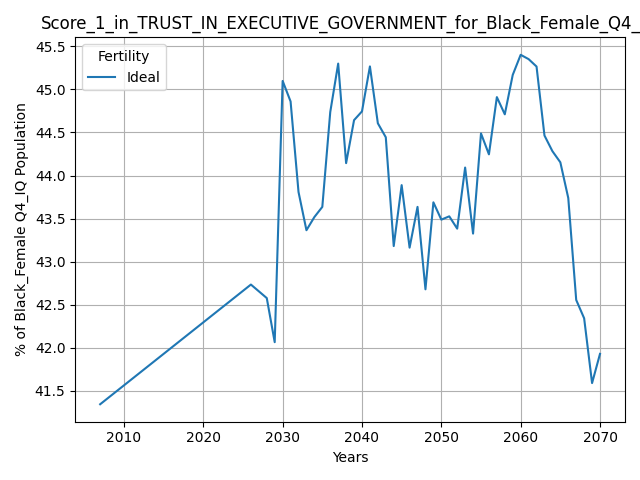 Score_1_in_TRUST_IN_EXECUTIVE_GOVERNMENT_for_Black_Female_Q4_
Fertility
Ideal
% of Black_Female Q4_IQ Population
45.5
45.0
44.5
44.0
43.5
43.0
42.5
42.0
41.5
2010 2020 2030 2040 2050 2060 2070
Years